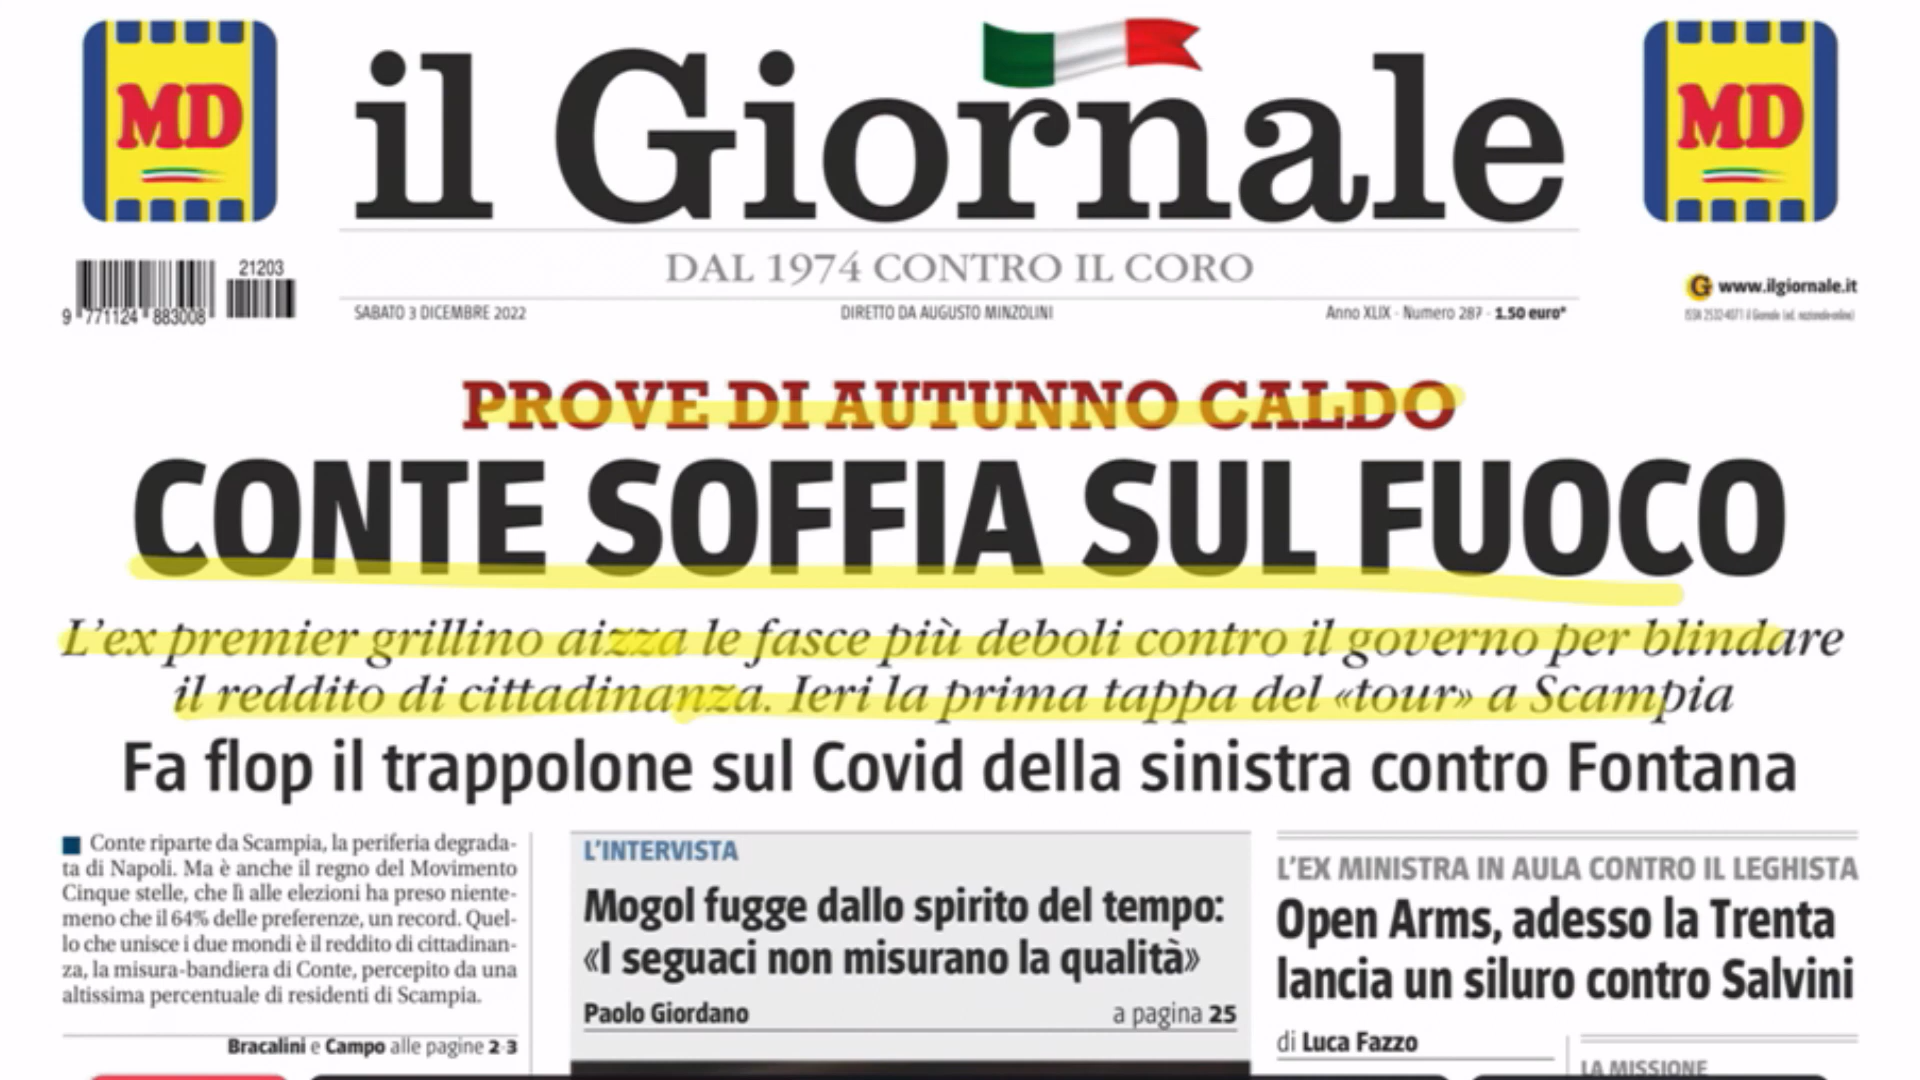 MD
il Giornale
MD
DAL 1974 CONTRO IL CORO
21203
9 771124 883008
www.ilgiornale.it
SABATO 3 DICEMBRE 2022
DIRETTO DA AUGUSTO MINZOLINI
Anno XLIX - Numero 287 - 1.50 euro*
PROVE DI AUTUNNO CALDO
CONTE SOFFIA SUL FUOCO
L'ex premier grillino aizza le fasce più deboli contro il governo per blindare
il reddito di cittadinanza. Ieri la prima tappa del «tour» a Scampia
Fa flop il trappolone sul Covid della sinistra contro Fontana
Conte riparte da Scampia, la periferia degrada-
ta di Napoli. Ma è anche il regno del Movimento
Cinque stelle, che lì alle elezioni ha preso niente-
meno che il 64% delle preferenze, un record. Quel-
lo che unisce i due mondi è il reddito di cittadinan-
za, la misura-bandiera di Conte, percepito da una
altissima percentuale di residenti di Scampia.
Bracalini e Campo alle pagine 2-3
L'INTERVISTA
Mogol fugge dallo spirito del tempo:
«I seguaci non misurano la qualità»
Paolo Giordano
a pagina 25
L'EX MINISTRA IN AULA CONTRO IL LEGHISTA
Open Arms, adesso la Trenta
lancia un siluro contro Salvini
di Luca Fazzo
LA MISSIONE